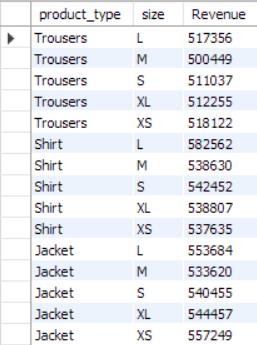 product_type size Revenue
Trousers L 517356
Trousers M 500449
Trousers S 511037
Trousers XL 512255
Trousers XS 518122
Shirt L 582562
Shirt M 538630
Shirt S 542452
Shirt XL 538807
Shirt XS 537635
Jacket L 553684
Jacket M 533620
Jacket S 540455
Jacket XL 544457
Jacket XS 557249